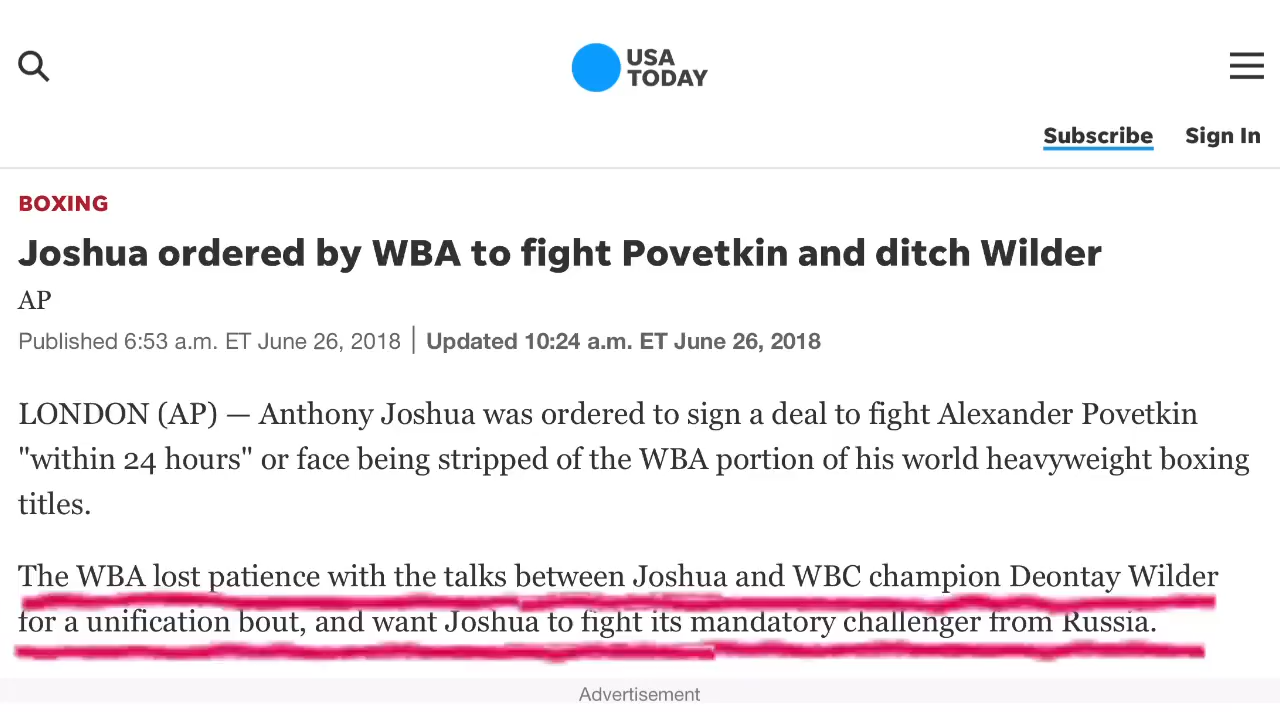 USA
TODAY
Subscribe Sign In
BOXING
Joshua ordered by WBA to fight Povetkin and ditch Wilder
AP
Published 6:53 a.m. ET June 26, 2018 | Updated 10:24 a.m. ET June 26, 2018
LONDON (AP) — Anthony Joshua was ordered to sign a deal to fight Alexander Povetkin
"within 24 hours" or face being stripped of the WBA portion of his world heavyweight boxing
titles.
The WBA lost patience with the talks between Joshua and WBC champion Deontay Wilder
for a unification bout, and want Joshua to fight its mandatory challenger from Russia.
Advertisement